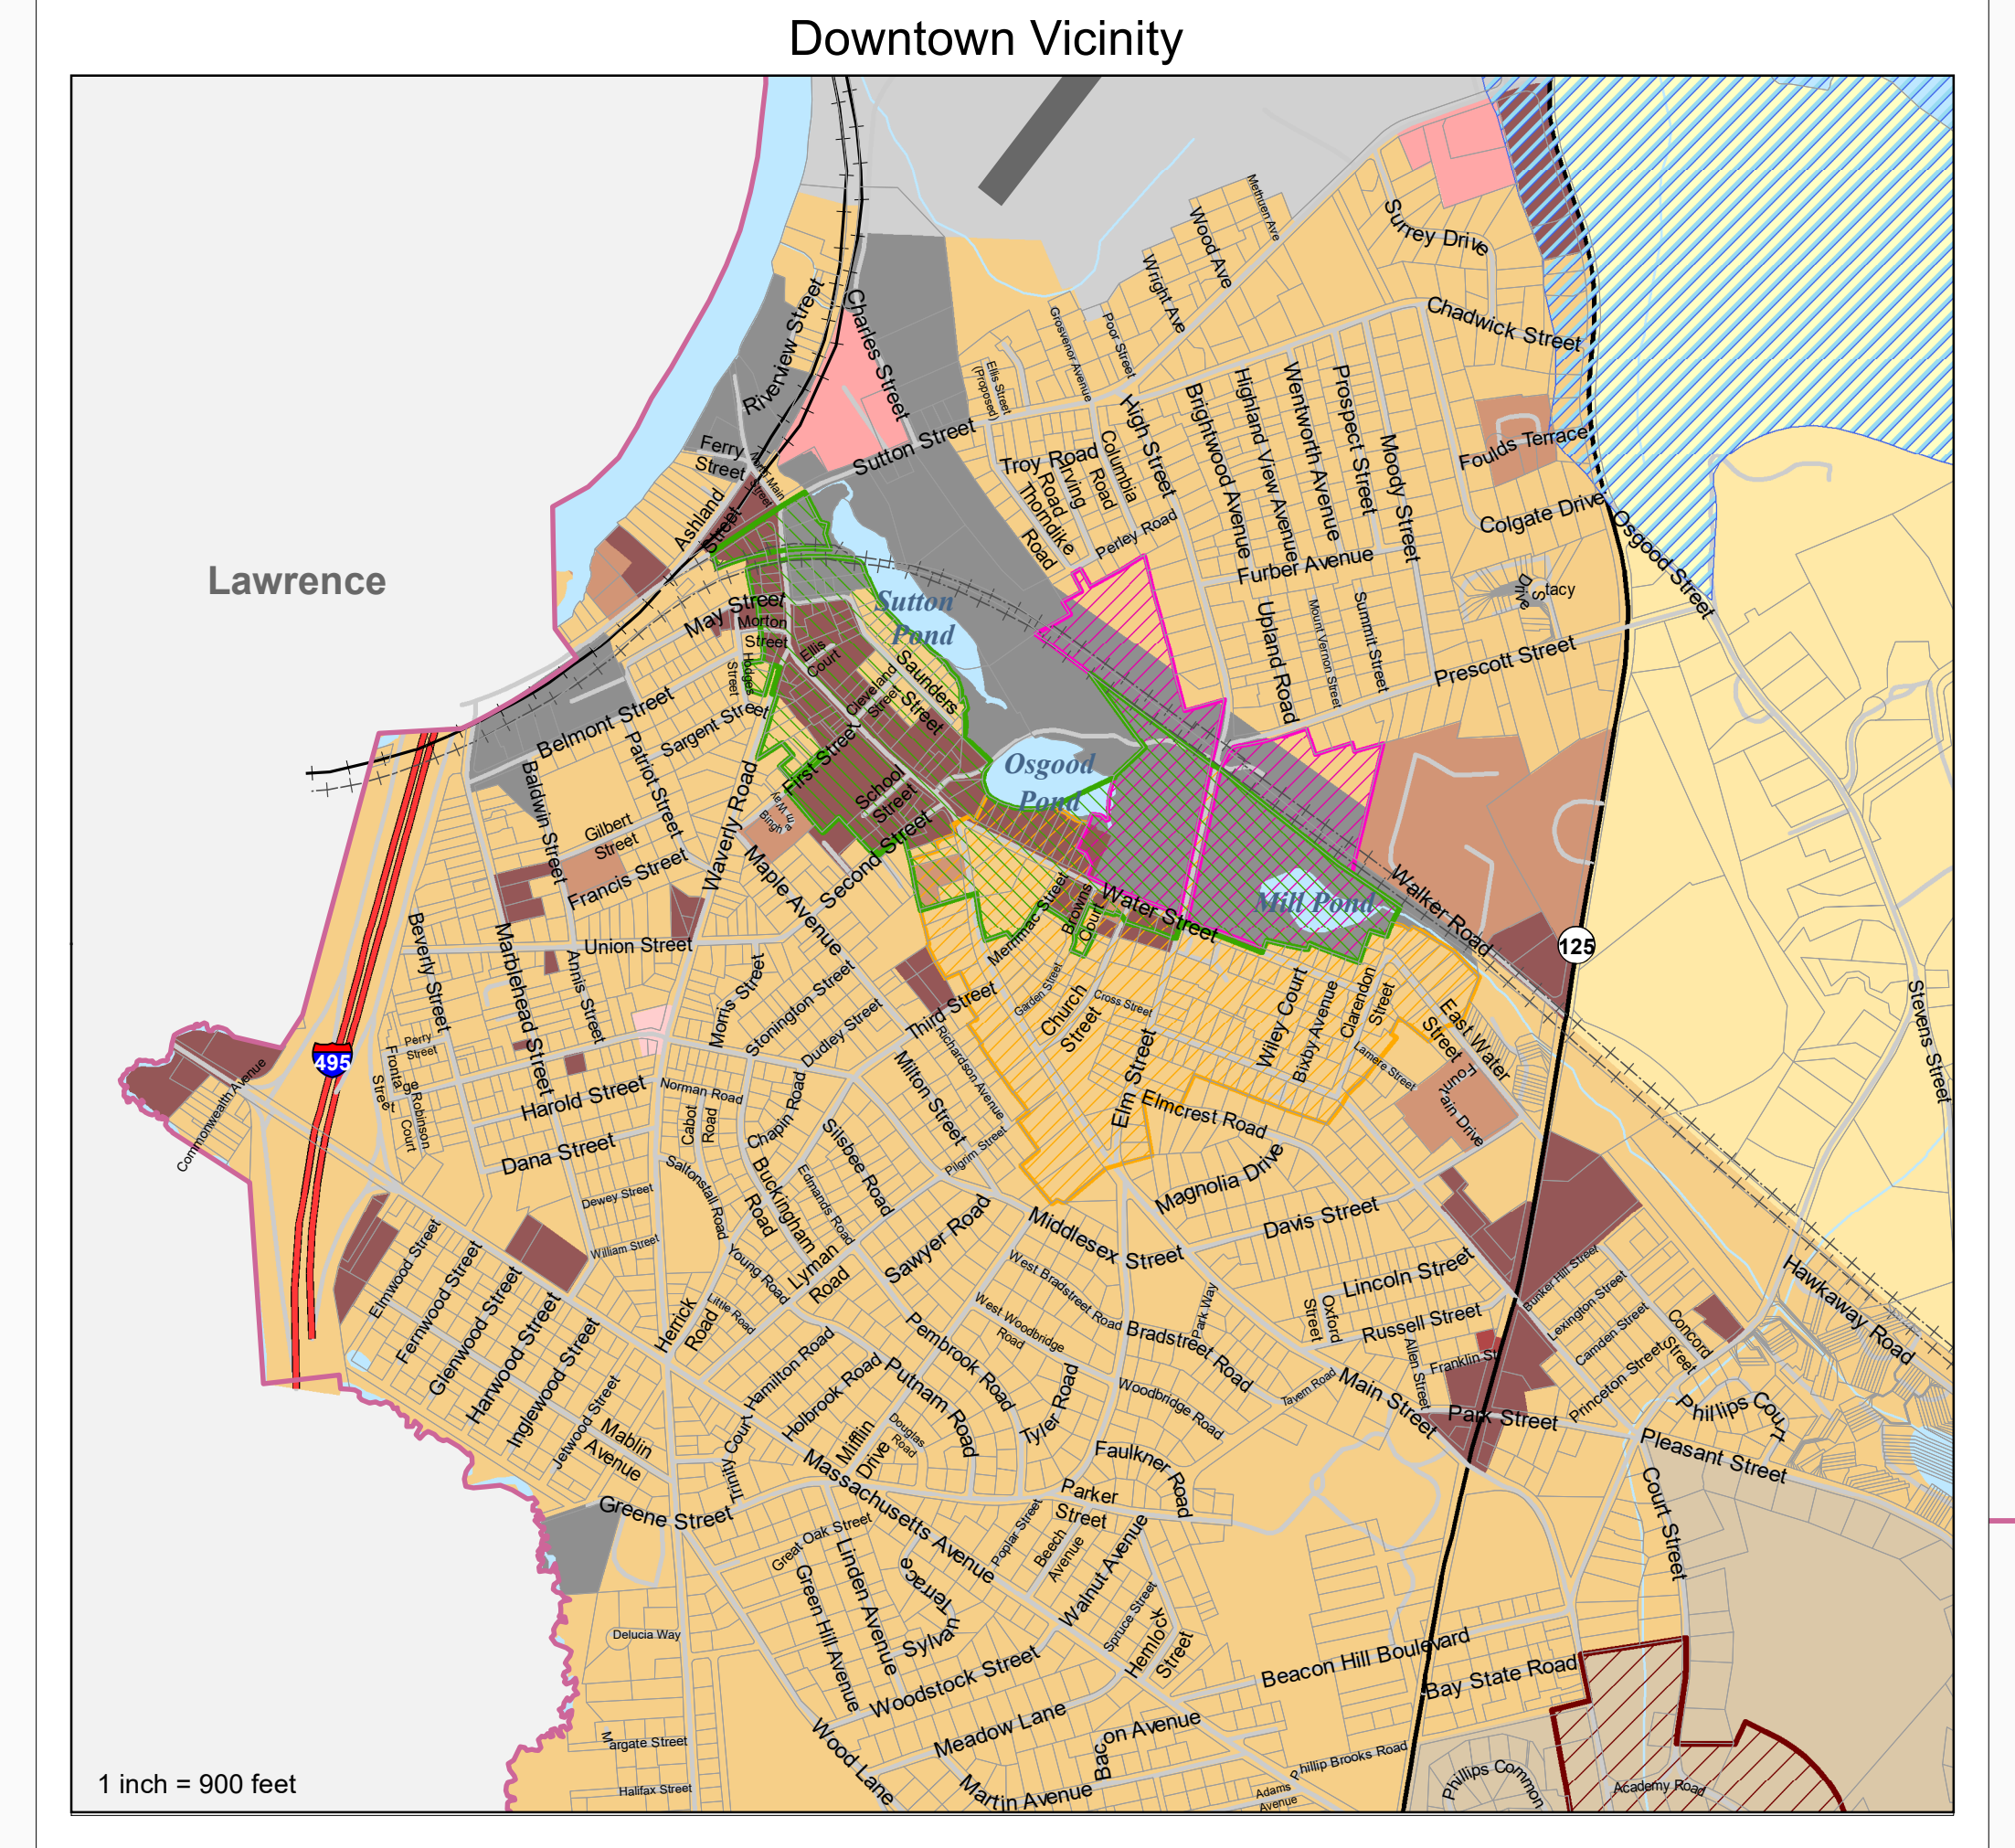 Downtown Vicinity
Methuen Ave
Wood Ave
Surrey Drive
Wright Ave
Riverview Street
Charles Street
Grosvenor Avenue
Poor Street
Chadwick Street
Ellis Street
(Proposed)
Ferry
Street
North Main
Street
Sutton Street
Troy Road
Irving
Road
Columbia
Road
High Street
Brightwood Avenue
Highland View Avenue
Wentworth Avenue
Prospect Street
Moody Street
Foulds Terrace
Ashland
Street
Thorndike
Road
Perley Road
Colgate Drive
Osgood Street
Furber Avenue
Lawrence
Sutton
Pond
Stacy
Drive
May Street
Morton
Street
Ellis
Court
Hodges
Street
Upland Road
Mount Vernon Street
Summit Street
Prescott Street
Cleveland
Street
Saunders
Street
Belmont Street
Sargent Street
Patriot Street
Baldwin Street
First Street
School
Street
Osgood
Pond
Bingham
Way
Gilbert
Street
Francis Street
Waverly Road
Maple Avenue
Second Street
Merrimac Street
Browns
Court
Water Street
Mill Pond
Walker Road
125
Beverly Street
Marblehead Street
Union Street
Annis Street
Morris Street
Stonington Street
Dudley Street
Third Street
Garden Street
Church
Street
Cross Street
Wiley Court
Bixby Avenue
Clarendon
Street
East Water
Street
Stevens Street
495
Commonwealth Avenue
Perry
Street
Frontage
Street
Robinson
Court
Harold Street
Norman Road
Cabot
Road
Chapin Road
Milton Street
Richardson Avenue
Elm Street
Elmcrest Road
Lamere Street
Fountain Drive
Dana Street
Dewey Street
William Street
Saltonstall Road
Buckingham
Road
Edmands Road
Silsbee Road
Pilgrim Street
Magnolia Drive
Davis Street
Middlesex Street
Sawyer Road
Young Road
Lyman
Road
Little Road
Herrick
Road
Elmwood Street
Fernwood Street
Glenwood Street
Harwood Street
Inglewood Street
Jetwood Street
Mablin
Avenue
West Bradstreet Road
West Woodbridge
Road
Bradstreet Road
Park Way
Oxford
Street
Lincoln Street
Russell Street
Allen Street
Franklin St
Bunker Hill Street
Lexington Street
Camden Street
Concord
Street
Princeton Street
Hawkaway Road
Hamilton Road
Holbrook Road
Putnam Road
Pembrook Road
Tyler Road
Woodbridge Road
Tavern Road
Main Street
Park Street
Phillips Court
Pleasant Street
Trinity Court
Mifflin
Drive
Douglas
Road
Faulkner Road
Parker
Street
Massachusetts Avenue
Greene Street
Great Oak Street
Linden Avenue
Green Hill Avenue
Sylvan
Terrace
Poplar Street
Beech
Avenue
Walnut Avenue
Spruce Street
Hemlock
Street
Court Street
Delucia Way
Woodstock Street
Beacon Hill Boulevard
Bay State Road
Meadow Lane
Bacon Avenue
Wood Lane
Martin Avenue
Margate Street
Halifax Street
Phillip Brooks Road
Adams
Avenue
Phillips Common
Academy Road
1 inch = 900 feet